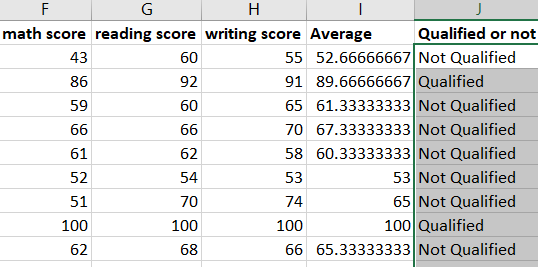 F G H I J
math score reading score writing score Average Qualified or not
43 60 55 52.66666667 Not Qualified
86 92 91 89.66666667 Qualified
59 60 65 61.33333333 Not Qualified
66 66 70 67.33333333 Not Qualified
61 62 58 60.33333333 Not Qualified
52 54 53 53 Not Qualified
51 70 74 65 Not Qualified
100 100 100 100 Qualified
62 68 66 65.33333333 Not Qualified